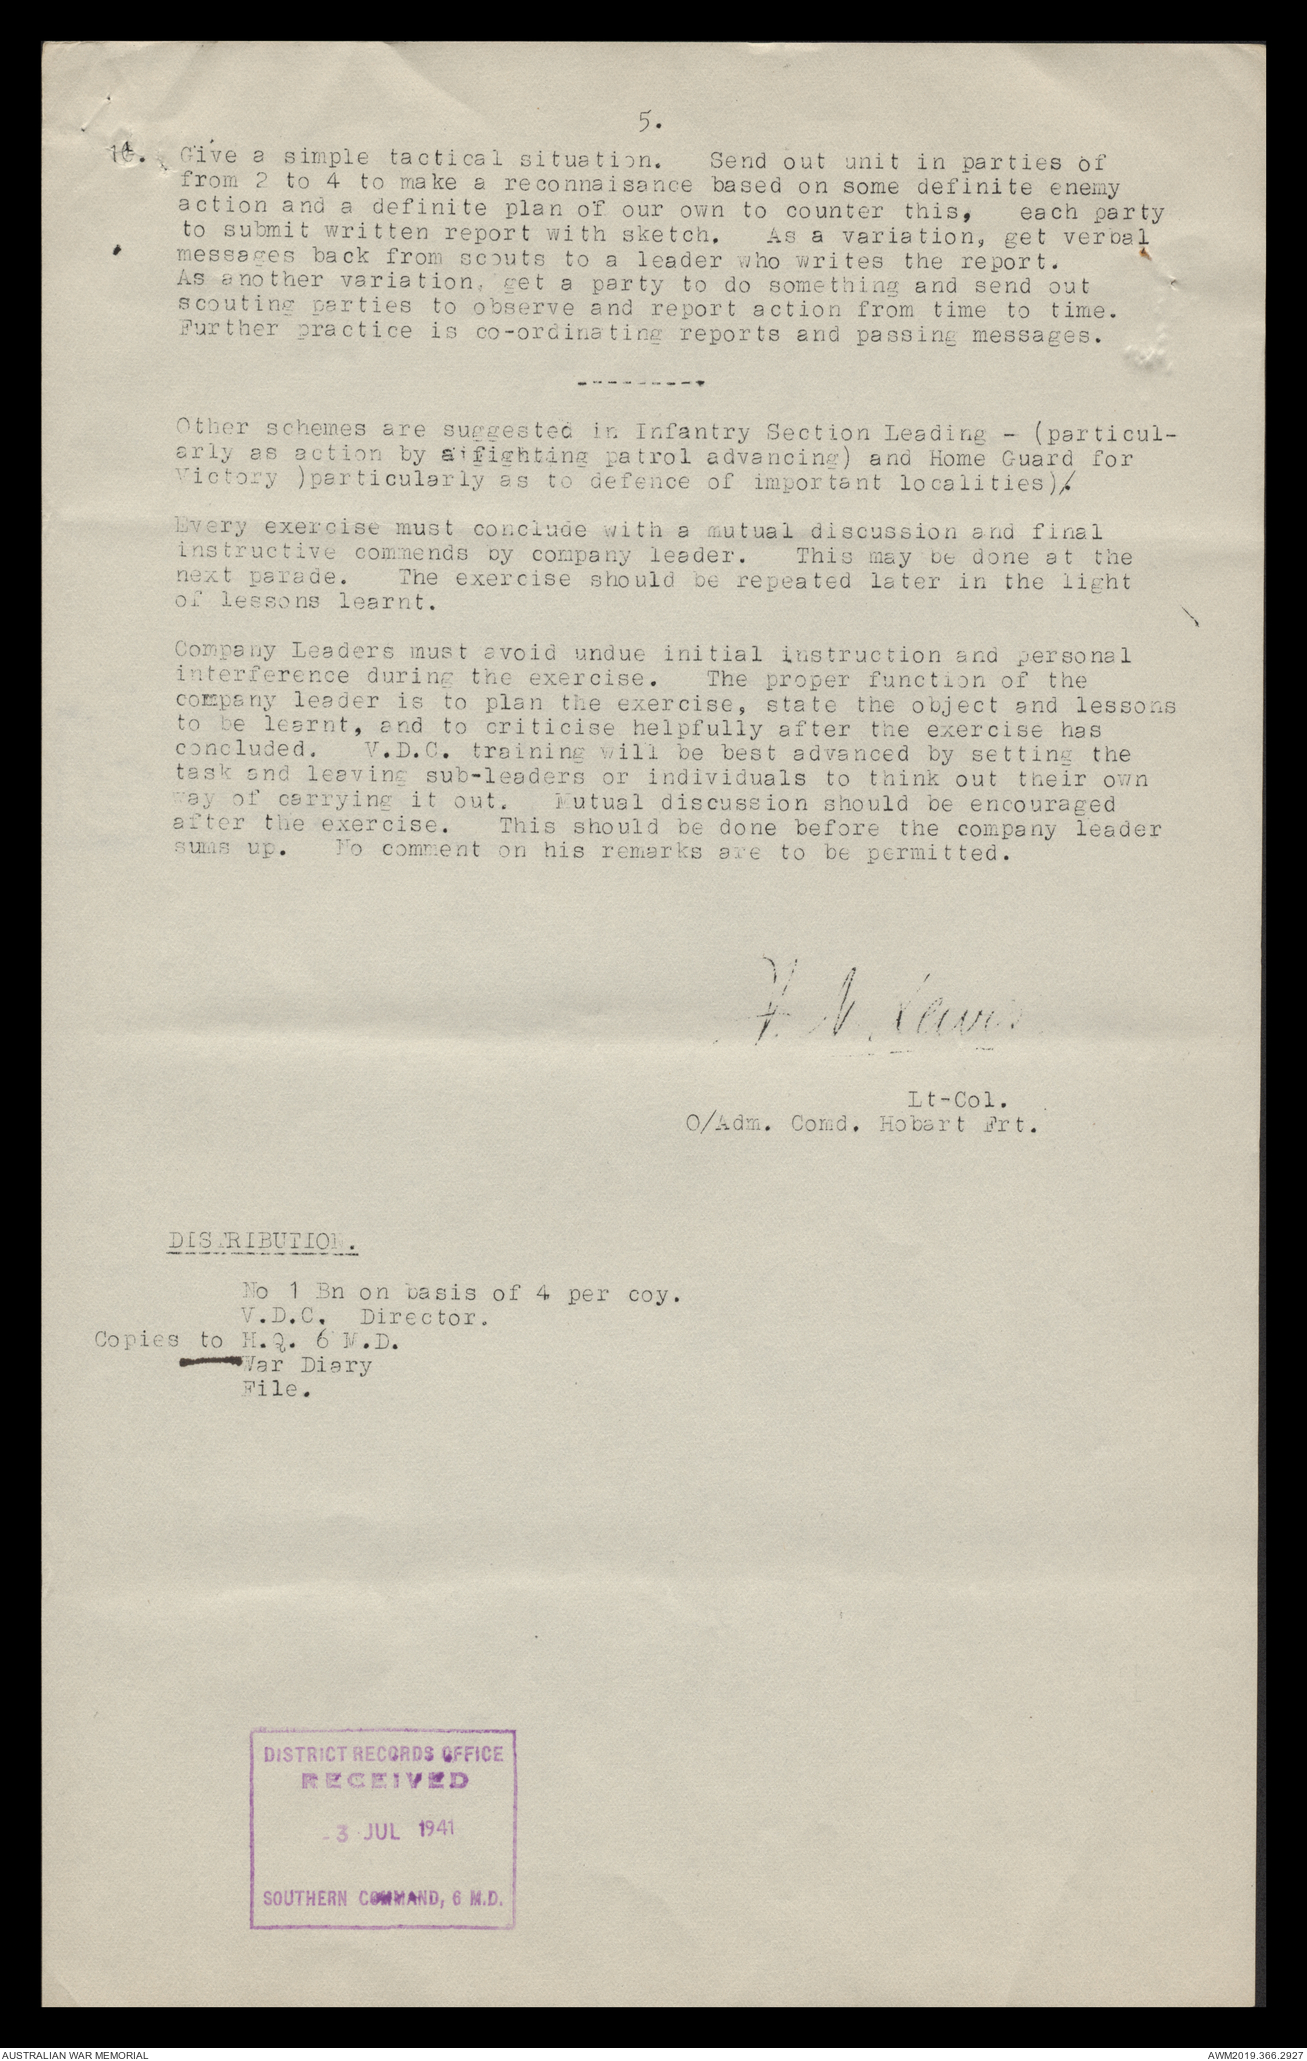 5.
Give a simple tactical situation. Send out unit in parties of
from 2 to 4 to make a reconnaisance based on some definite enemy
action and a definite plan of our own to counter this, each party
to submit written report with sketch. As a variation, get verbal
messages back from scouts to a leader who writes the report.
As another variation, get a party to do something and send out
scouting parties to observe and report action from time to time.
Further practice is co-ordinating reports and passing messages.
---------
Other schemes are suggested in Infantry Section Leading - (particul-
arly as action by a fighting patrol advancing) and Home Guard for
Victory )particularly as to defence of important localities).
Every exercise must conclude with a mutual discussion and final
instructive commends by company leader. This may be done at the
next parade. The exercise should be repeated later in the light
of lessons learnt.
Company Leaders must avoid undue initial instruction and personal
interference during the exercise. The proper function of the
company leader is to plan the exercise, state the object and lessons
to be learnt, and to criticise helpfully after the exercise has
concluded. V.D.C. training will be best advanced by setting the
task and leaving sub-leaders or individuals to think out their own
way of carrying it out. Mutual discussion should be encouraged
after the exercise. This should be done before the company leader
sums up. No comment on his remarks are to be permitted.
Lewis
Lt-Col.
O/Adm. Comd. Hobart Frt.
DISTRIBUTION.
No 1 Bn on basis of 4 per coy.
V.D.C. Director.
Copies to H.Q. 6 M.D.
War Diary
File.
DISTRICT RECORDS OFFICE
RECEIVED
-3 JUL 1941
SOUTHERN COMMAND, 6 M.D.
AUSTRALIAN WAR MEMORIAL
AWM2019.366.2927